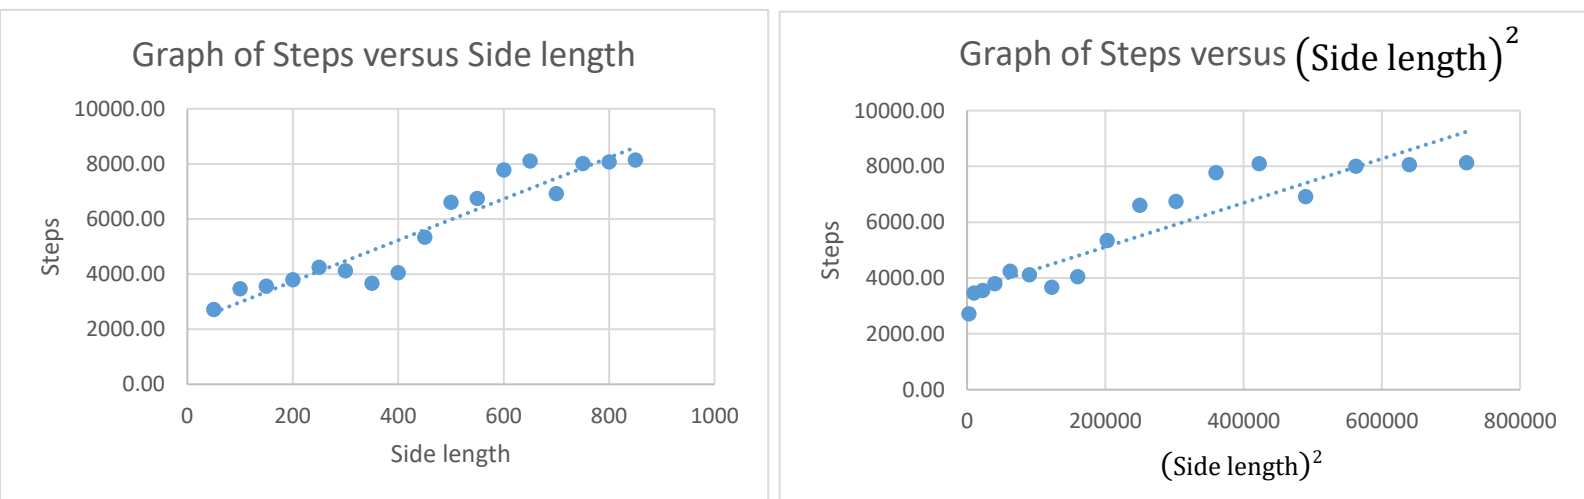 Graph of Steps versus Side length
10000.00
8000.00
6000.00
4000.00
2000.00
0.00
Steps
0 200 400 600 800 1000
Side length
Graph of Steps versus (Side length)²
10000.00
8000.00
6000.00
4000.00
2000.00
0.00
Steps
0 200000 400000 600000 800000
(Side length)²